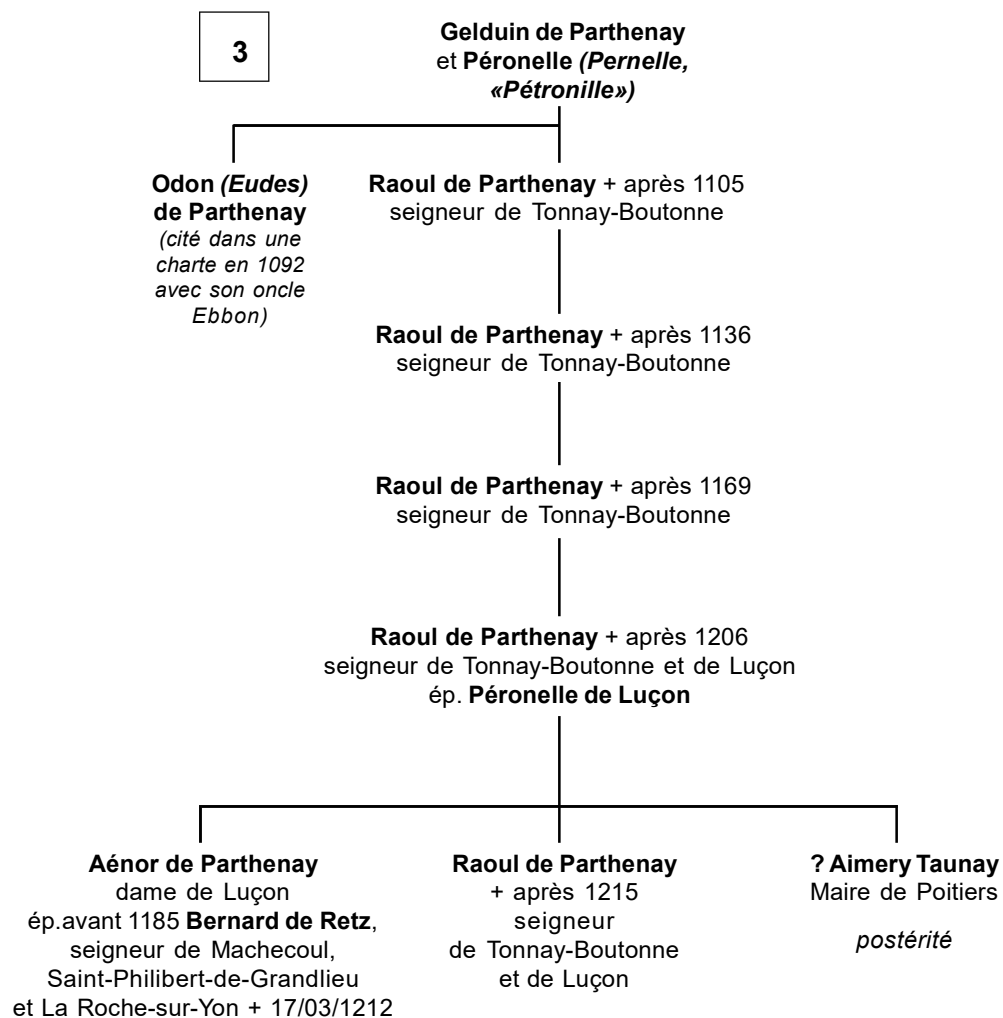 3
Gelduin de Parthenay
et Péronelle (Pernelle,
«Pétronille»)
Odon (Eudes)
de Parthenay
(cité dans une
charte en 1092
avec son oncle
Ebbon)
Raoul de Parthenay + après 1105
seigneur de Tonnay-Boutonne
Raoul de Parthenay + après 1136
seigneur de Tonnay-Boutonne
Raoul de Parthenay + après 1169
seigneur de Tonnay-Boutonne
Raoul de Parthenay + après 1206
seigneur de Tonnay-Boutonne et de Luçon
ép. Péronelle de Luçon
Aénor de Parthenay
dame de Luçon
ép.avant 1185 Bernard de Retz,
seigneur de Machecoul,
Saint-Philibert-de-Grandlieu
et La Roche-sur-Yon + 17/03/1212
Raoul de Parthenay
+ après 1215
seigneur
de Tonnay-Boutonne
et de Luçon
? Aimery Taunay
Maire de Poitiers
postérité